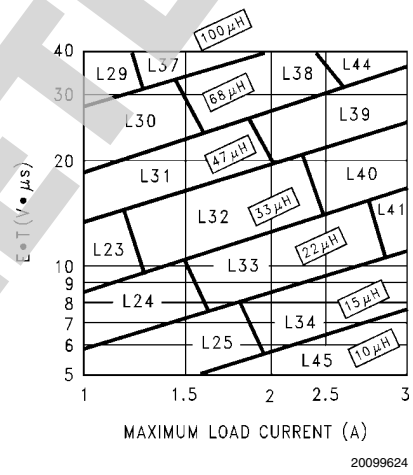 100μH
40
L29 L37 L38 L44
30
68μH
L30 L39
47μH
20
L31 L40
L32 33μH L41
L23 22μH
10
9
8
7
6
5
L33
L24 15μH
L34
L25 10μH
L45
E•T(V•μs)
1 1.5 2 2.5 3
MAXIMUM LOAD CURRENT (A)
20099624